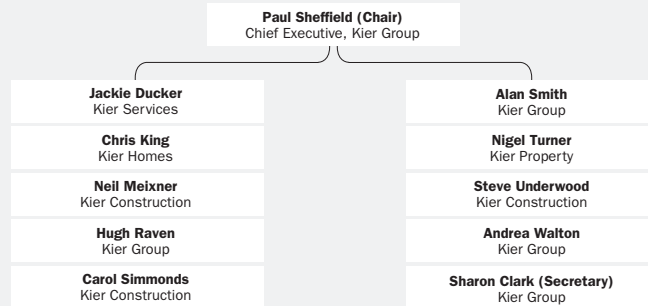 Paul Sheffield (Chair)
Chief Executive, Kier Group
Jackie Ducker
Kier Services
Chris King
Kier Homes
Neil Meixner
Kier Construction
Hugh Raven
Kier Group
Carol Simmonds
Kier Construction
Alan Smith
Kier Group
Nigel Turner
Kier Property
Steve Underwood
Kier Construction
Andrea Walton
Kier Group
Sharon Clark (Secretary)
Kier Group